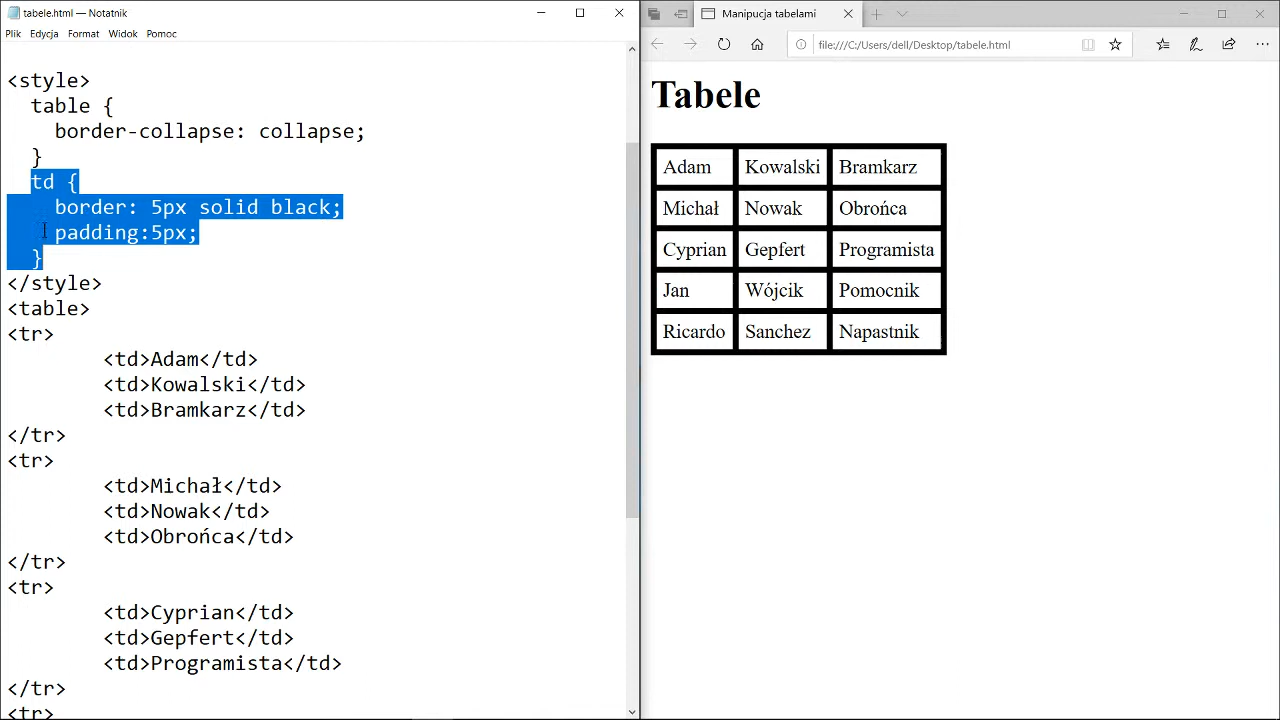 tabele.html — Notatnik
Plik Edycja Format Widok Pomoc
<style>
table {
border-collapse: collapse;
}
td {
border: 5px solid black;
padding:5px;
}
</style>
<table>
<tr>
<td>Adam</td>
<td>Kowalski</td>
<td>Bramkarz</td>
</tr>
<tr>
<td>Michał</td>
<td>Nowak</td>
<td>Obrońca</td>
</tr>
<tr>
<td>Cyprian</td>
<td>Gepfert</td>
<td>Programista</td>
</tr>
<tr>
Manipucja tabelami
file:///C:/Users/dell/Desktop/tabele.html
Tabele
Adam Kowalski Bramkarz
Michał Nowak Obrońca
Cyprian Gepfert Programista
Jan Wójcik Pomocnik
Ricardo Sanchez Napastnik